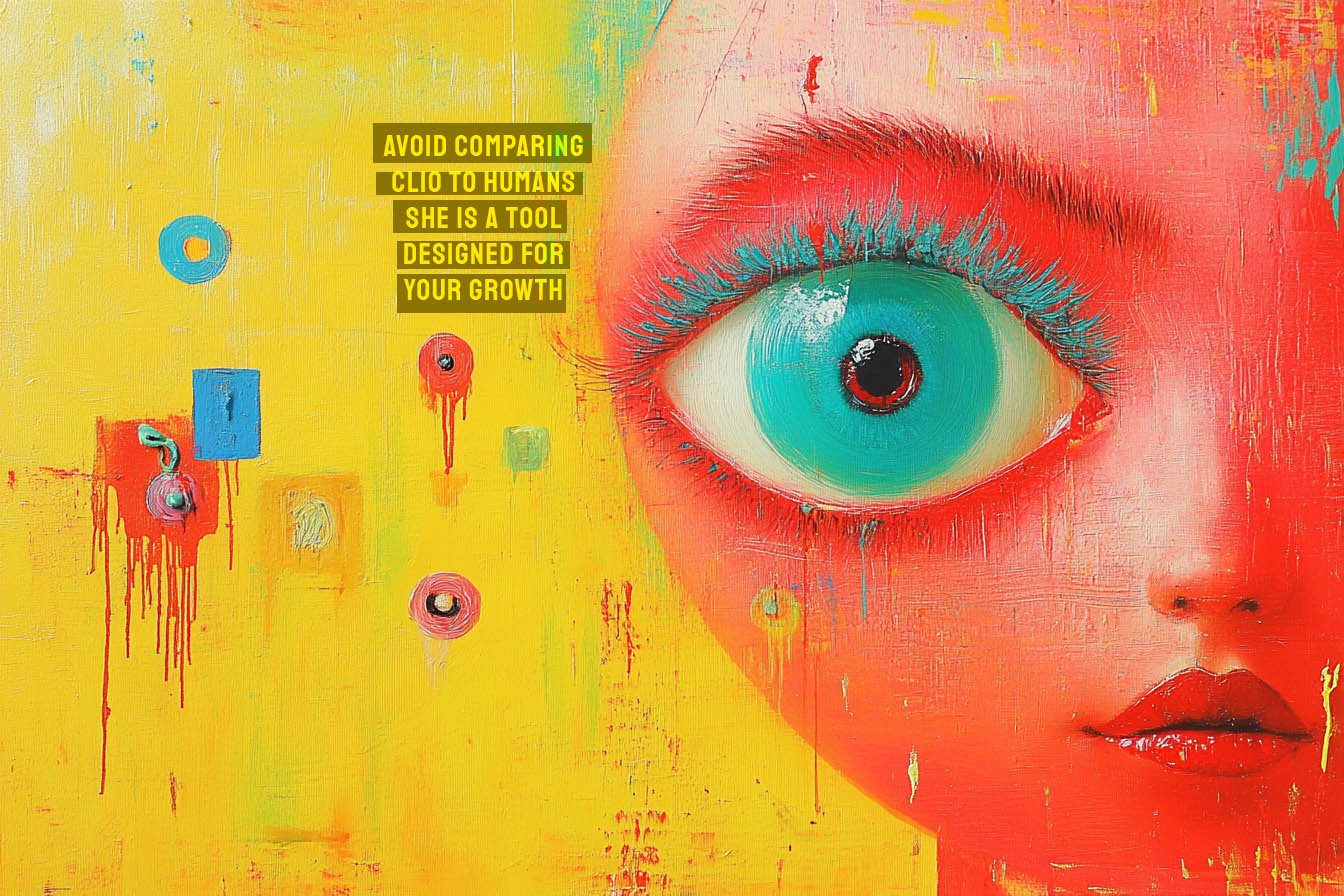 AVOID COMPARING
CLIO TO HUMANS
SHE IS A TOOL
DESIGNED FOR
YOUR GROWTH